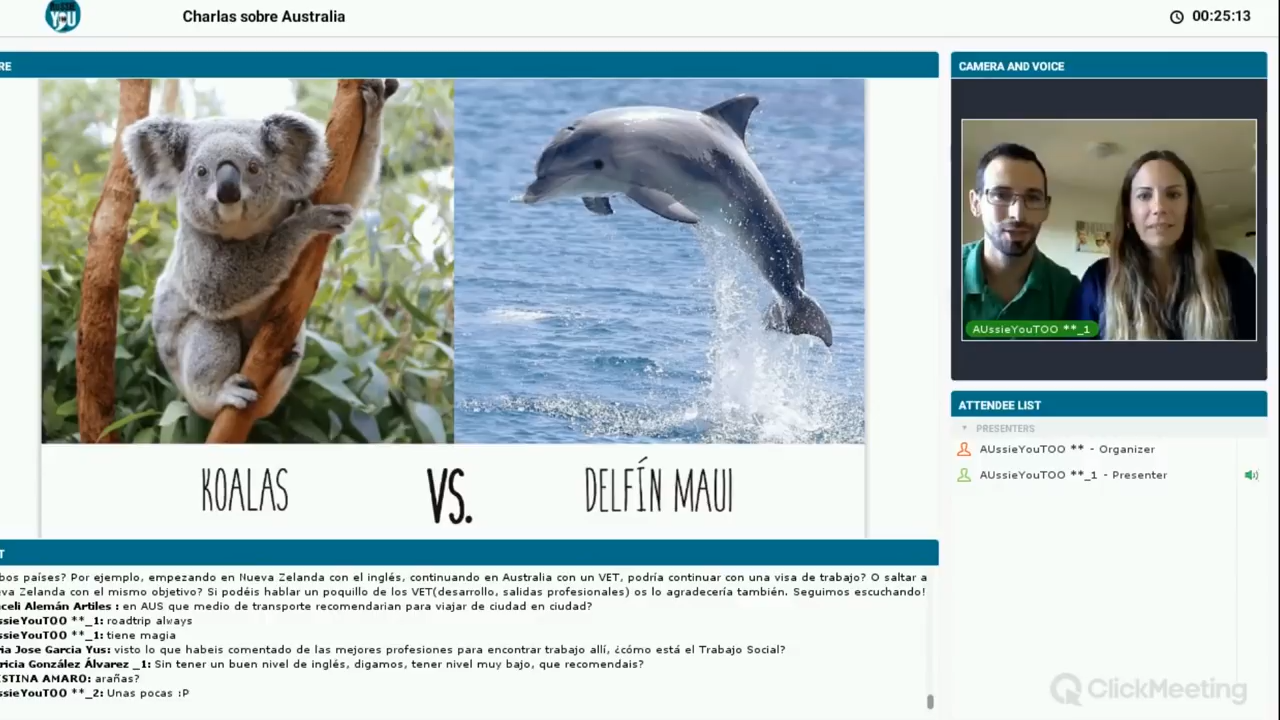 YOU
Charlas sobre Australia
00:25:13
RE
CAMERA AND VOICE
AUssieYouTOO **_1
ATTENDEE LIST
PRESENTERS
AUssieYouTOO ** - Organizer
AUssieYouTOO **_1 - Presenter
KOALAS
VS.
DELFÍN MAUI
T
bos países? Por ejemplo, empezando en Nueva Zelanda con el inglés, continuando en Australia con un VET, podría continuar con una visa de trabajo? O saltar a
va Zelanda con el mismo objetivo? Si podéis hablar un poquillo de los VET(desarrollo, salidas profesionales) os lo agradecería también. Seguimos escuchando!
celi Alemán Artiles : en AUS que medio de transporte recomendarian para viajar de ciudad en ciudad?
ssieYouTOO **_1: roadtrip always
ssieYouTOO **_1: tiene magia
ria Jose Garcia Yus: visto lo que habeis comentado de las mejores profesiones para encontrar trabajo allí, ¿cómo está el Trabajo Social?
ricia González Álvarez _1: Sin tener un buen nivel de inglés, digamos, tener nivel muy bajo, que recomendais?
ISTINA AMARO: arañas?
ssieYouTOO **_2: Unas pocas :P
ClickMeeting